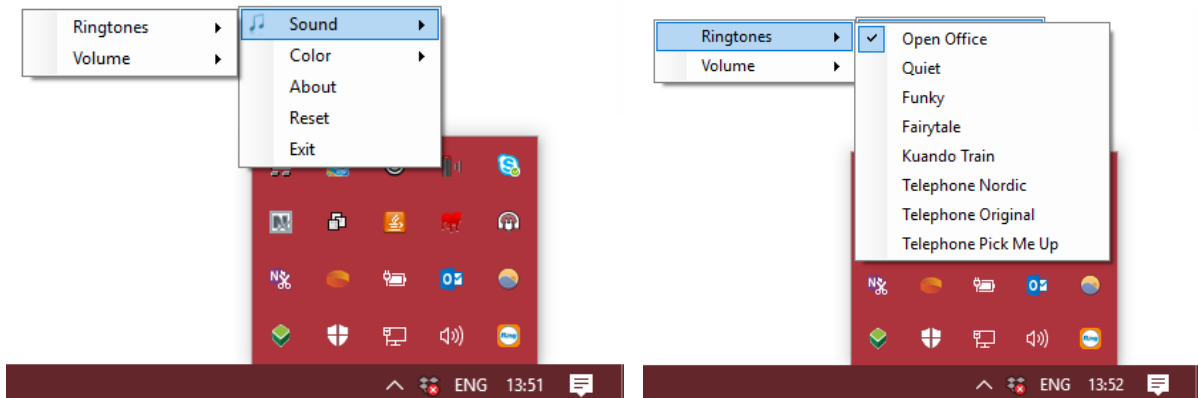 Ringtones
Volume
Sound
Color
About
Reset
Exit
N
ENG 13:51
Ringtones
Volume
Open Office
Quiet
Funky
Fairytale
Kuando Train
Telephone Nordic
Telephone Original
Telephone Pick Me Up
ENG 13:52